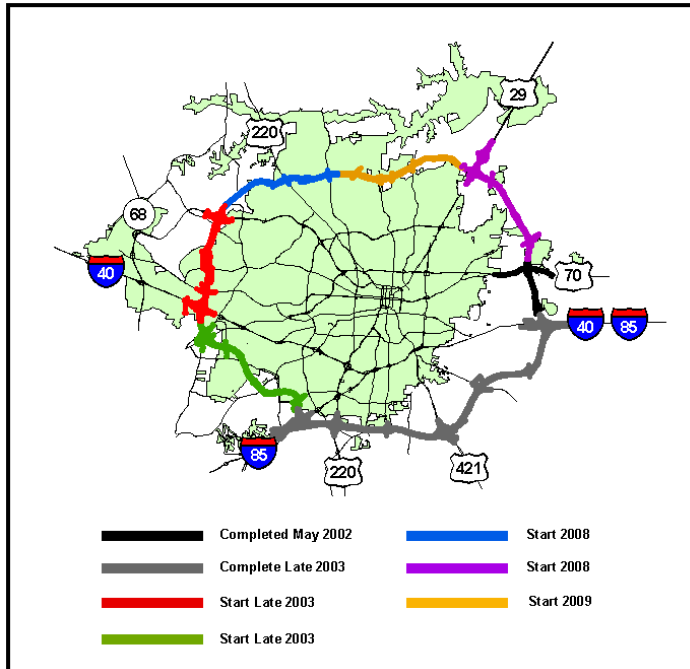 29
220
68
40
70
40 85
85
220
421
Completed May 2002
Start 2008
Complete Late 2003
Start 2008
Start Late 2003
Start 2009
Start Late 2003